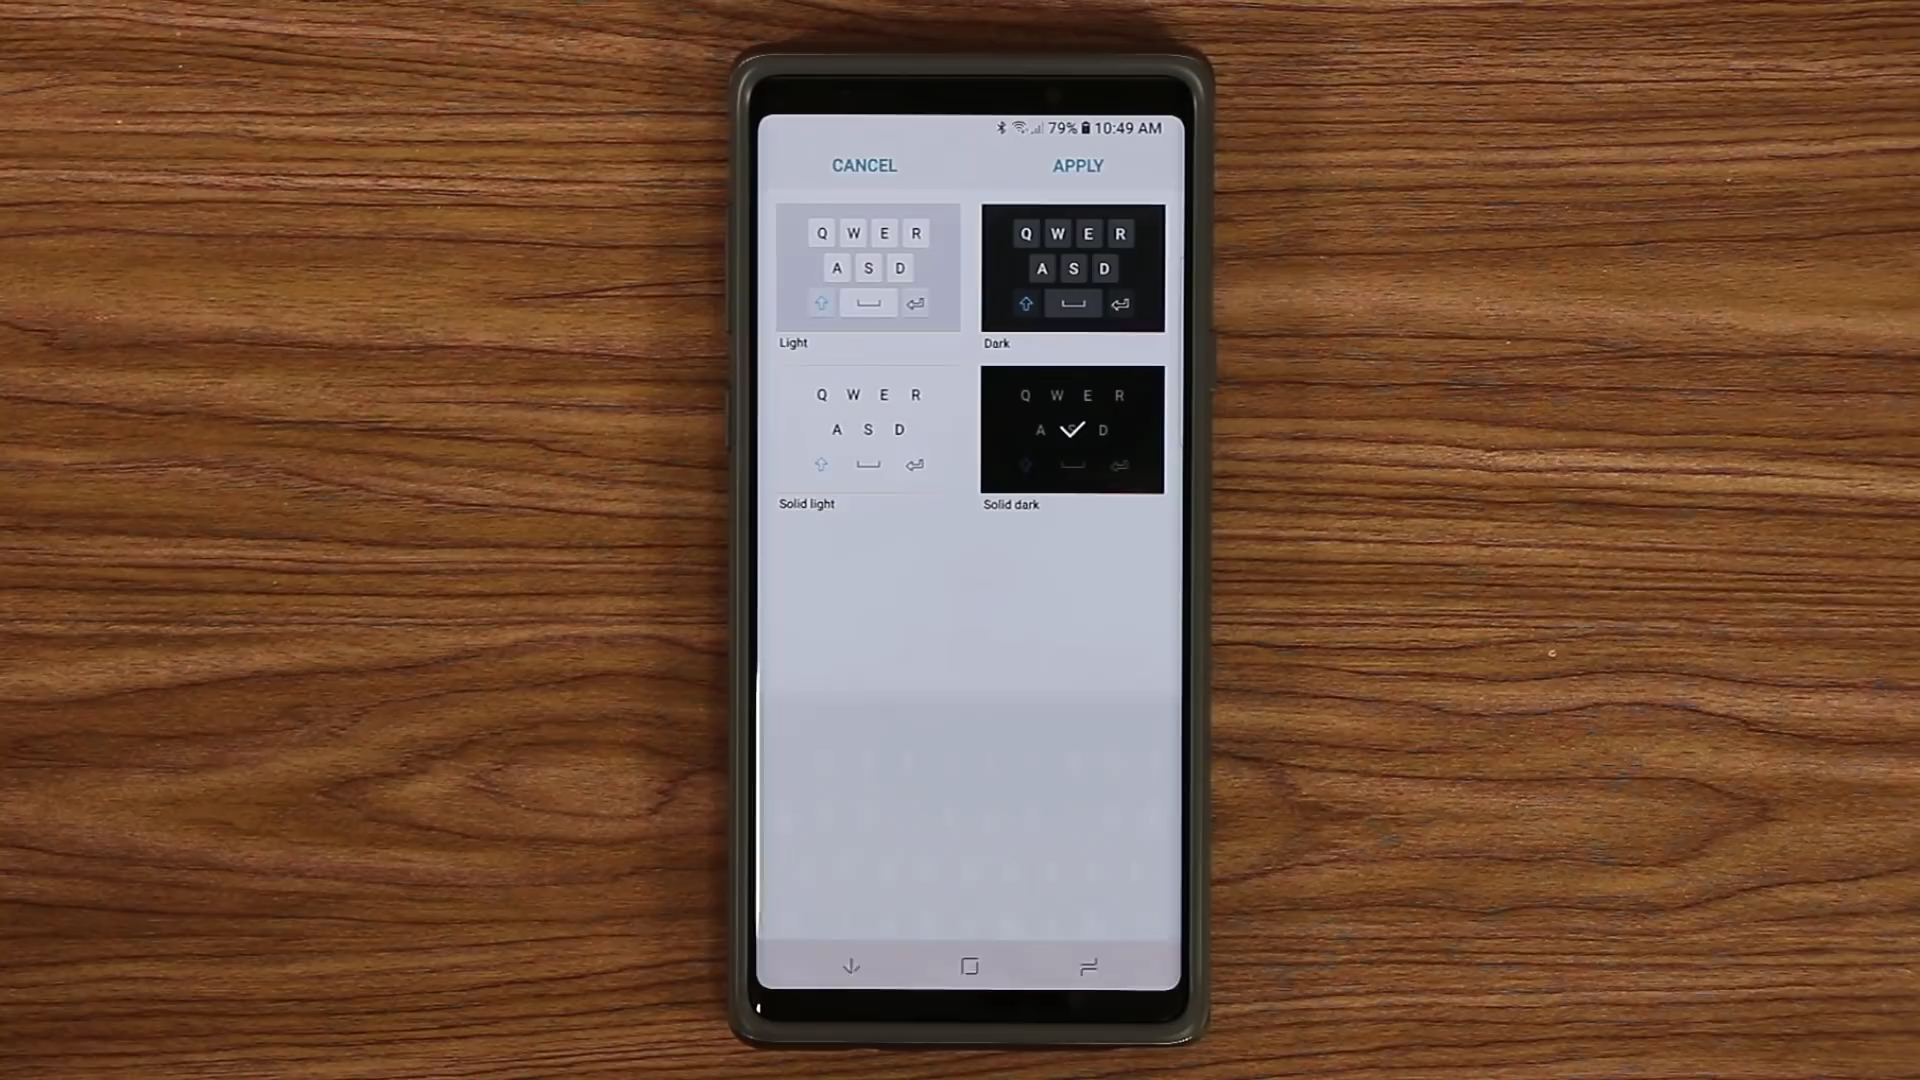 79% 10:49 AM
CANCEL APPLY
Q W E R Q W E R
A S D A S D
Light Dark
Q W E R Q W E R
A S D A S D
Solid light Solid dark